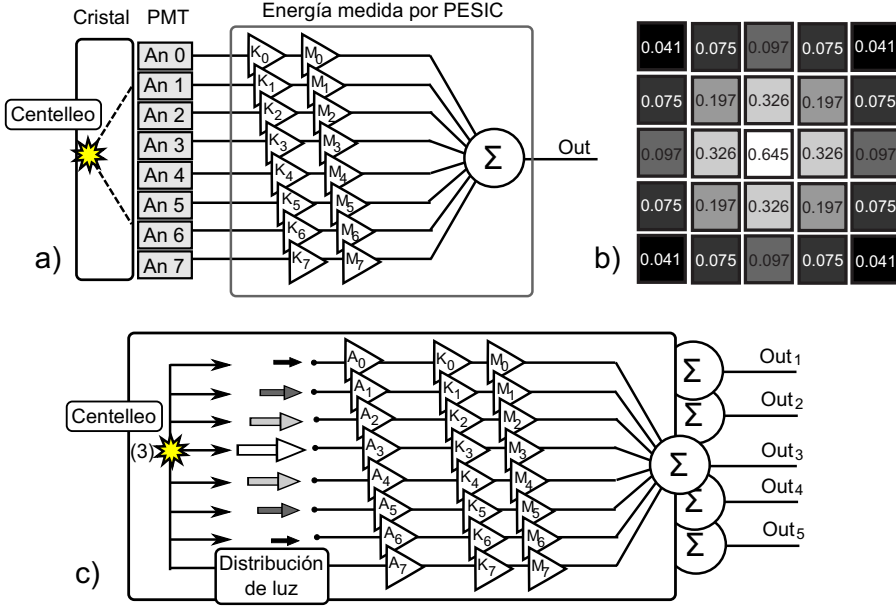 Cristal PMT Energía medida por PESIC
An 0 K0 M0
An 1 K1 M1
Centelleo
An 2 K2 M2
An 3 K3 M3
Σ Out
An 4 K4 M4
An 5 K5 M5
An 6 K6 M6
An 7 K7 M7
a)
0.041 0.075 0.097 0.075 0.041
0.075 0.197 0.326 0.197 0.075
0.097 0.326 0.645 0.326 0.097
0.075 0.197 0.326 0.197 0.075
0.041 0.075 0.097 0.075 0.041
b)
A0 K0 M0
A1 K1 M1
Centelleo
A2 K2 M2
(3) A3 K3 M3
A4 K4 M4
A5 K5 M5
A6 K6 M6
A7 K7 M7
Distribución
de luz
Σ Out1
Σ Out2
Σ Out3
Σ Out4
Σ Out5
c)